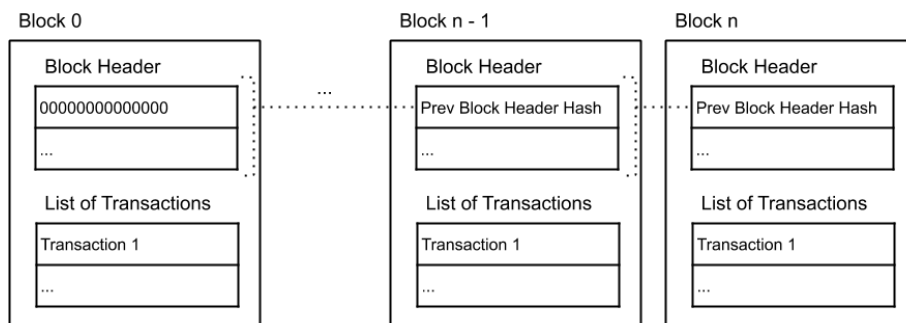 Block 0
Block Header
00000000000000
...
List of Transactions
Transaction 1
...
...
Block n - 1
Block Header
Prev Block Header Hash
...
List of Transactions
Transaction 1
...
Block n
Block Header
Prev Block Header Hash
...
List of Transactions
Transaction 1
...